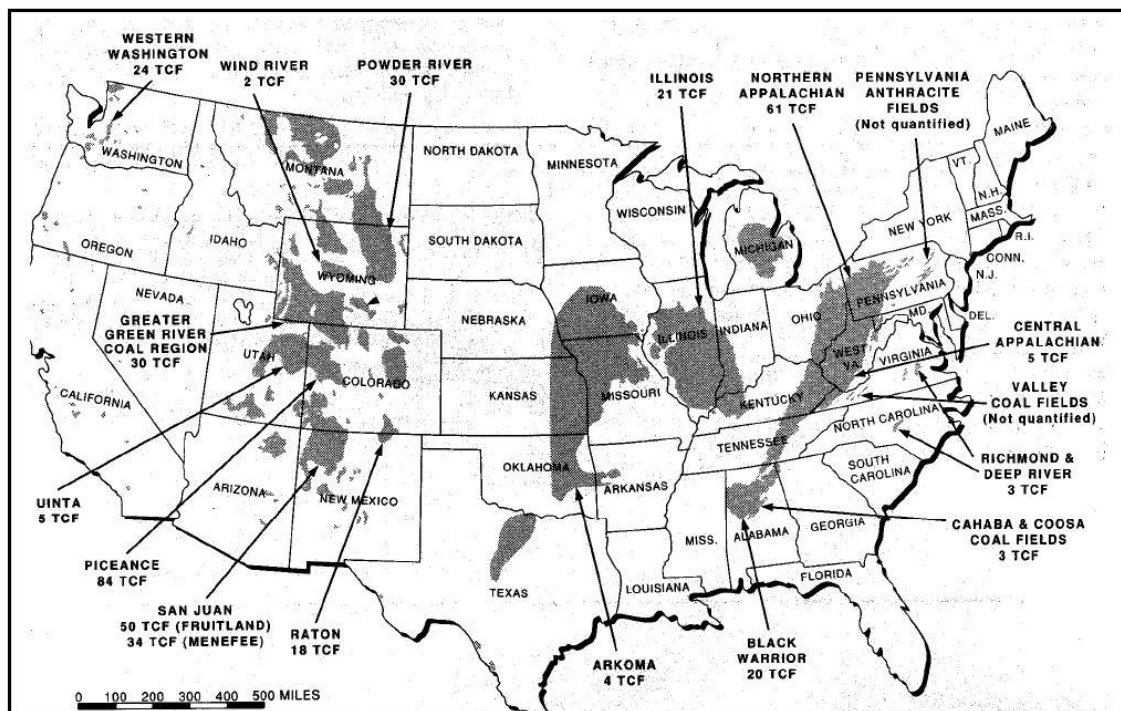 WESTERN
WASHINGTON
24 TCF
WIND RIVER
2 TCF
POWDER RIVER
30 TCF
ILLINOIS
21 TCF
NORTHERN
APPALACHIAN
61 TCF
PENNSYLVANIA
ANTHRACITE
FIELDS
(Not quantified)
WASHINGTON
MONTANA
NORTH DAKOTA
MINNESOTA
MAINE
VT.
N.H.
WISCONSIN
MICHIGAN
NEW YORK
MASS.
R.I.
CONN.
N.J.
OREGON
IDAHO
SOUTH DAKOTA
WYOMING
PENNSYLVANIA
MD.
DEL.
NEVADA
NEBRASKA
IOWA
ILLINOIS
INDIANA
OHIO
WEST
VA.
VIRGINIA
GREATER
GREEN RIVER
COAL REGION
30 TCF
UTAH
COLORADO
CENTRAL
APPALACHIAN
5 TCF
CALIFORNIA
KANSAS
MISSOURI
KENTUCKY
VALLEY
COAL FIELDS
(Not quantified)
NORTH CAROLINA
TENNESSEE
ARIZONA
NEW MEXICO
OKLAHOMA
ARKANSAS
SOUTH
CAROLINA
RICHMOND &
DEEP RIVER
3 TCF
UINTA
5 TCF
MISS.
ALABAMA
GEORGIA
CAHABA & COOSA
COAL FIELDS
3 TCF
PICEANCE
84 TCF
TEXAS
LOUISIANA
FLORIDA
SAN JUAN
50 TCF (FRUITLAND)
34 TCF (MENEFEE)
RATON
18 TCF
ARKOMA
4 TCF
BLACK
WARRIOR
20 TCF
0 100 200 300 400 500 MILES